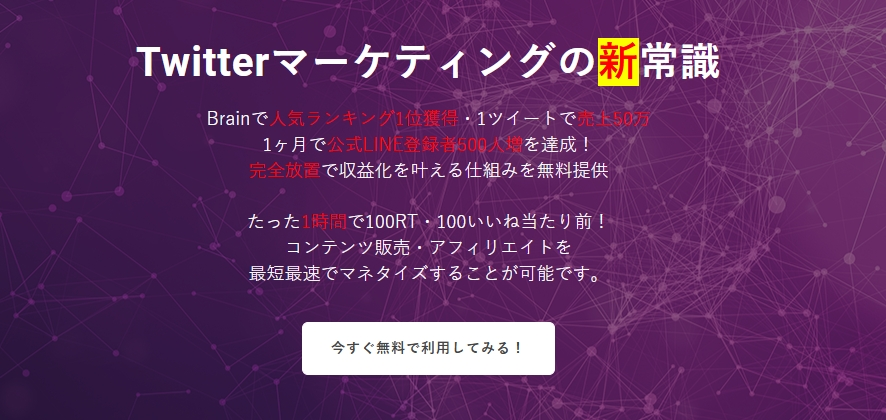 Twitterマーケティングの新常識
Brainで人気ランキング1位獲得・1ツイートで売上50万
1ヶ月で公式LINE登録者600人増を達成！
完全放置で収益化を叶える仕組みを無料提供
たった1時間で100RT・100いいね当たり前！
コンテンツ販売・アフィリエイトを
最短最速でマネタイズすることが可能です。
今すぐ無料で利用してみる！